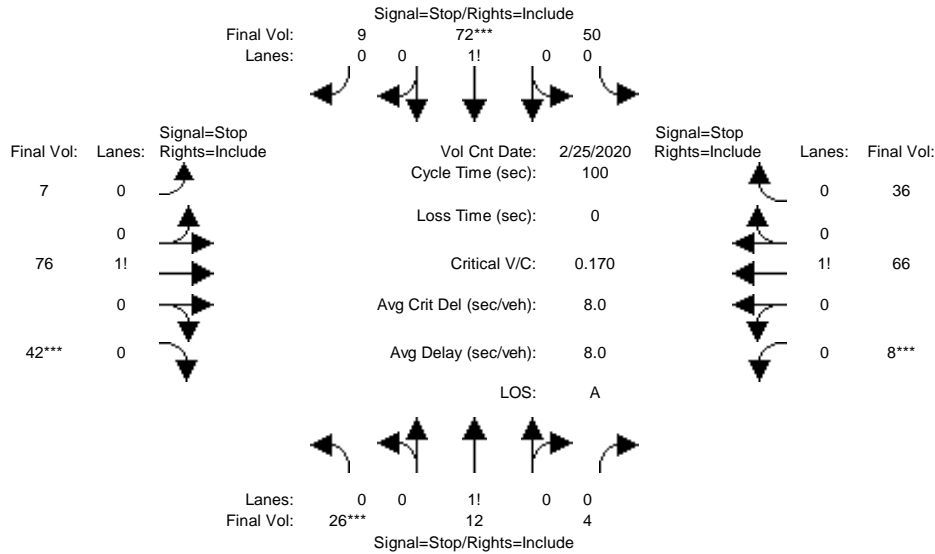 Signal=Stop/Rights=Include
Final Vol: 9 72*** 50
Lanes: 0 0 1! 0 0
Signal=Stop Signal=Stop
Final Vol: Lanes: Rights=Include Vol Cnt Date: 2/25/2020 Rights=Include Lanes: Final Vol:
Cycle Time (sec): 100
7 0 0 36
Loss Time (sec): 0
0 0
76 1! Critical V/C: 0.170 1! 66
0 Avg Crit Del (sec/veh): 8.0 0
42*** 0 Avg Delay (sec/veh): 8.0 0 8***
LOS: A
Lanes: 0 0 1! 0 0
Final Vol: 26*** 12 4
Signal=Stop/Rights=Include